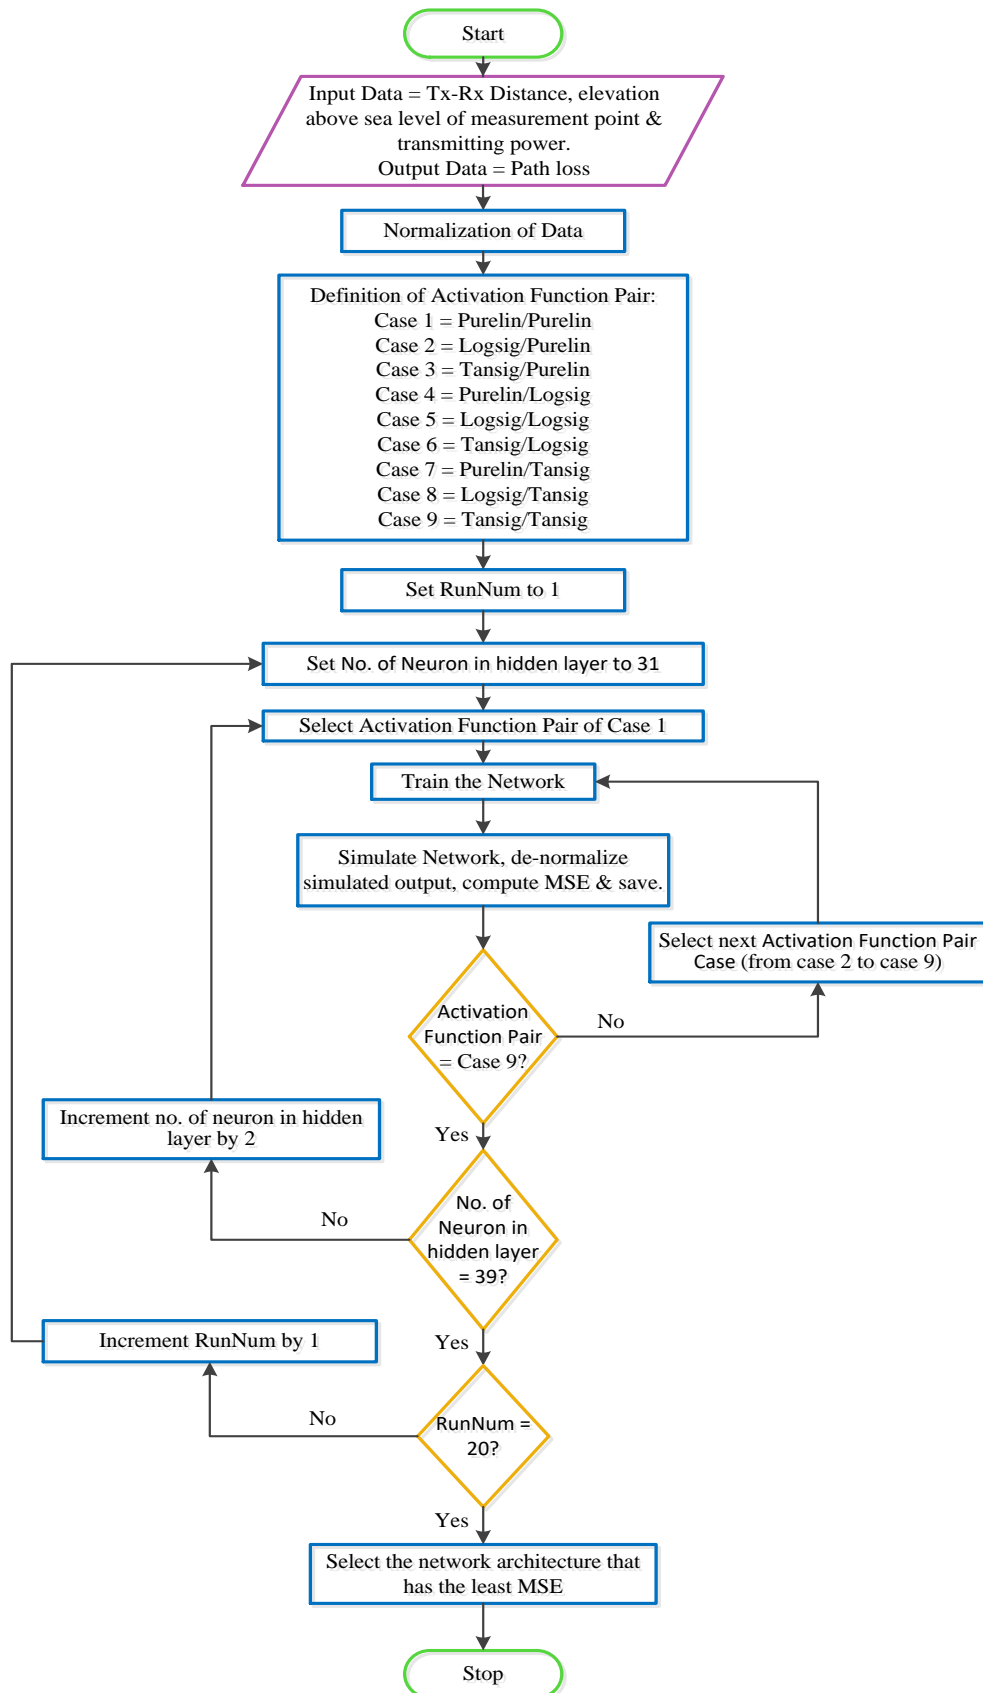 Start
Input Data = Tx-Rx Distance, elevation
above sea level of measurement point &
transmitting power.
Output Data = Path loss
Normalization of Data
Definition of Activation Function Pair:
Case 1 = Purelin/Purelin
Case 2 = Logsig/Purelin
Case 3 = Tansig/Purelin
Case 4 = Purelin/Logsig
Case 5 = Logsig/Logsig
Case 6 = Tansig/Logsig
Case 7 = Purelin/Tansig
Case 8 = Logsig/Tansig
Case 9 = Tansig/Tansig
Set RunNum to 1
Set No. of Neuron in hidden layer to 31
Select Activation Function Pair of Case 1
Train the Network
Simulate Network, de-normalize
simulated output, compute MSE & save.
Select next Activation Function Pair
Case (from case 2 to case 9)
Activation
Function Pair
= Case 9?
No
Yes
Increment no. of neuron in hidden
layer by 2
No. of
Neuron in
hidden layer
= 39?
No
Yes
Increment RunNum by 1
RunNum =
20?
No
Yes
Select the network architecture that
has the least MSE
Stop